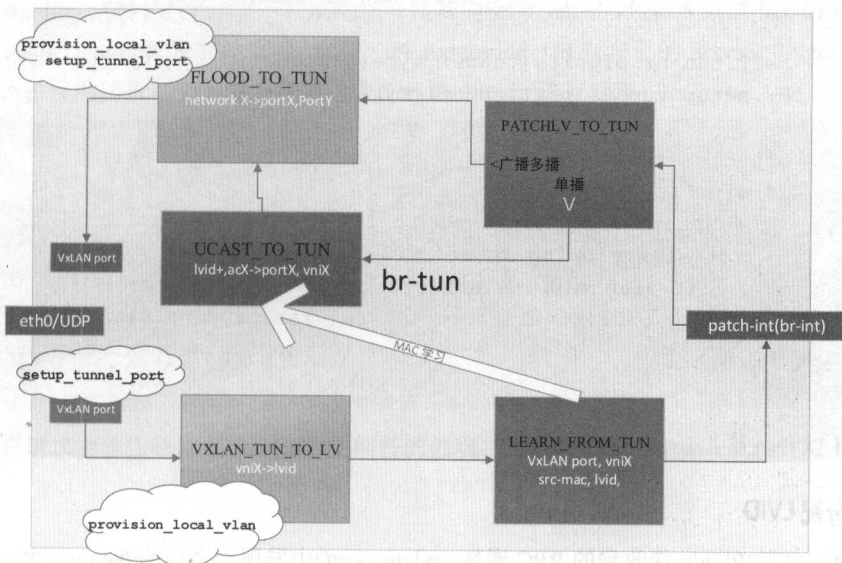 provision_local_vlan
setup_tunnel_port
FLOOD_TO_TUN
network X->portX,PortY
PATCHLV_TO_TUN
<广播多播
单播
\/
VxLAN port
UCAST_TO_TUN
lvid+,acX->portX, vniX
br-tun
eth0/UDP
patch-int(br-int)
MAC 学习
setup_tunnel_port
VxLAN port
VXLAN_TUN_TO_LV
vniX->lvid
LEARN_FROM_TUN
VxLAN port, vniX
src-mac, lvid,
provision_local_vlan